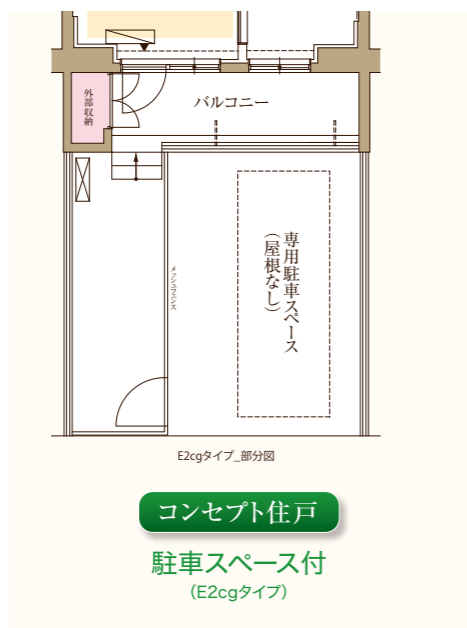 外部収納
バルコニー
専用駐車スペース
（屋根なし）
メッシュフェンス
E2cgタイプ_部分図
コンセプト住戸
駐車スペース付
（E2cgタイプ）